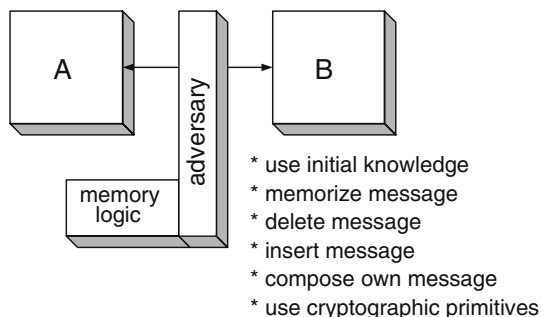 A
B
adversary
memory
logic
* use initial knowledge
* memorize message
* delete message
* insert message
* compose own message
* use cryptographic primitives